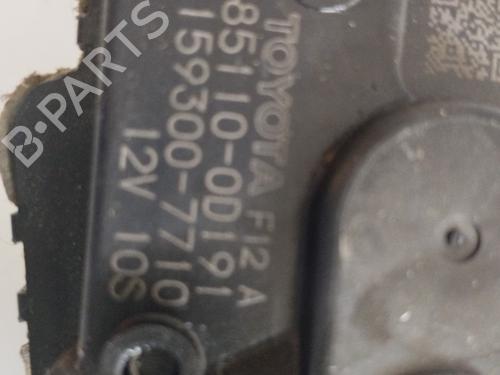 TOYOTA F12 A
85110-0D191
159300-7710
12V 10S
B-PARTS